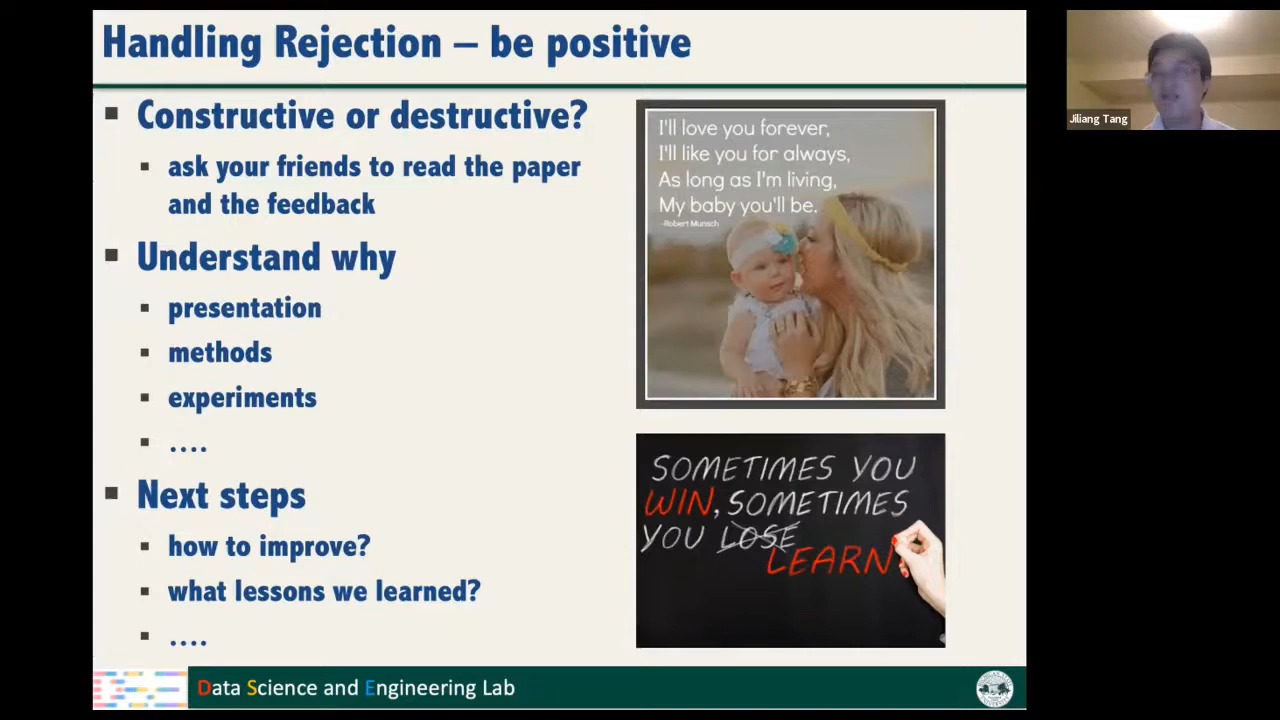 Handling Rejection – be positive
Constructive or destructive?
ask your friends to read the paper
and the feedback
Understand why
presentation
methods
experiments
....
Next steps
how to improve?
what lessons we learned?
....
I'll love you forever,
I'll like you for always,
As long as I'm living,
My baby you'll be.
-Robert Munsch
SOMETIMES YOU
WIN, SOMETIMES
YOU LOSE
LEARN
Data Science and Engineering Lab
Jiliang Tang